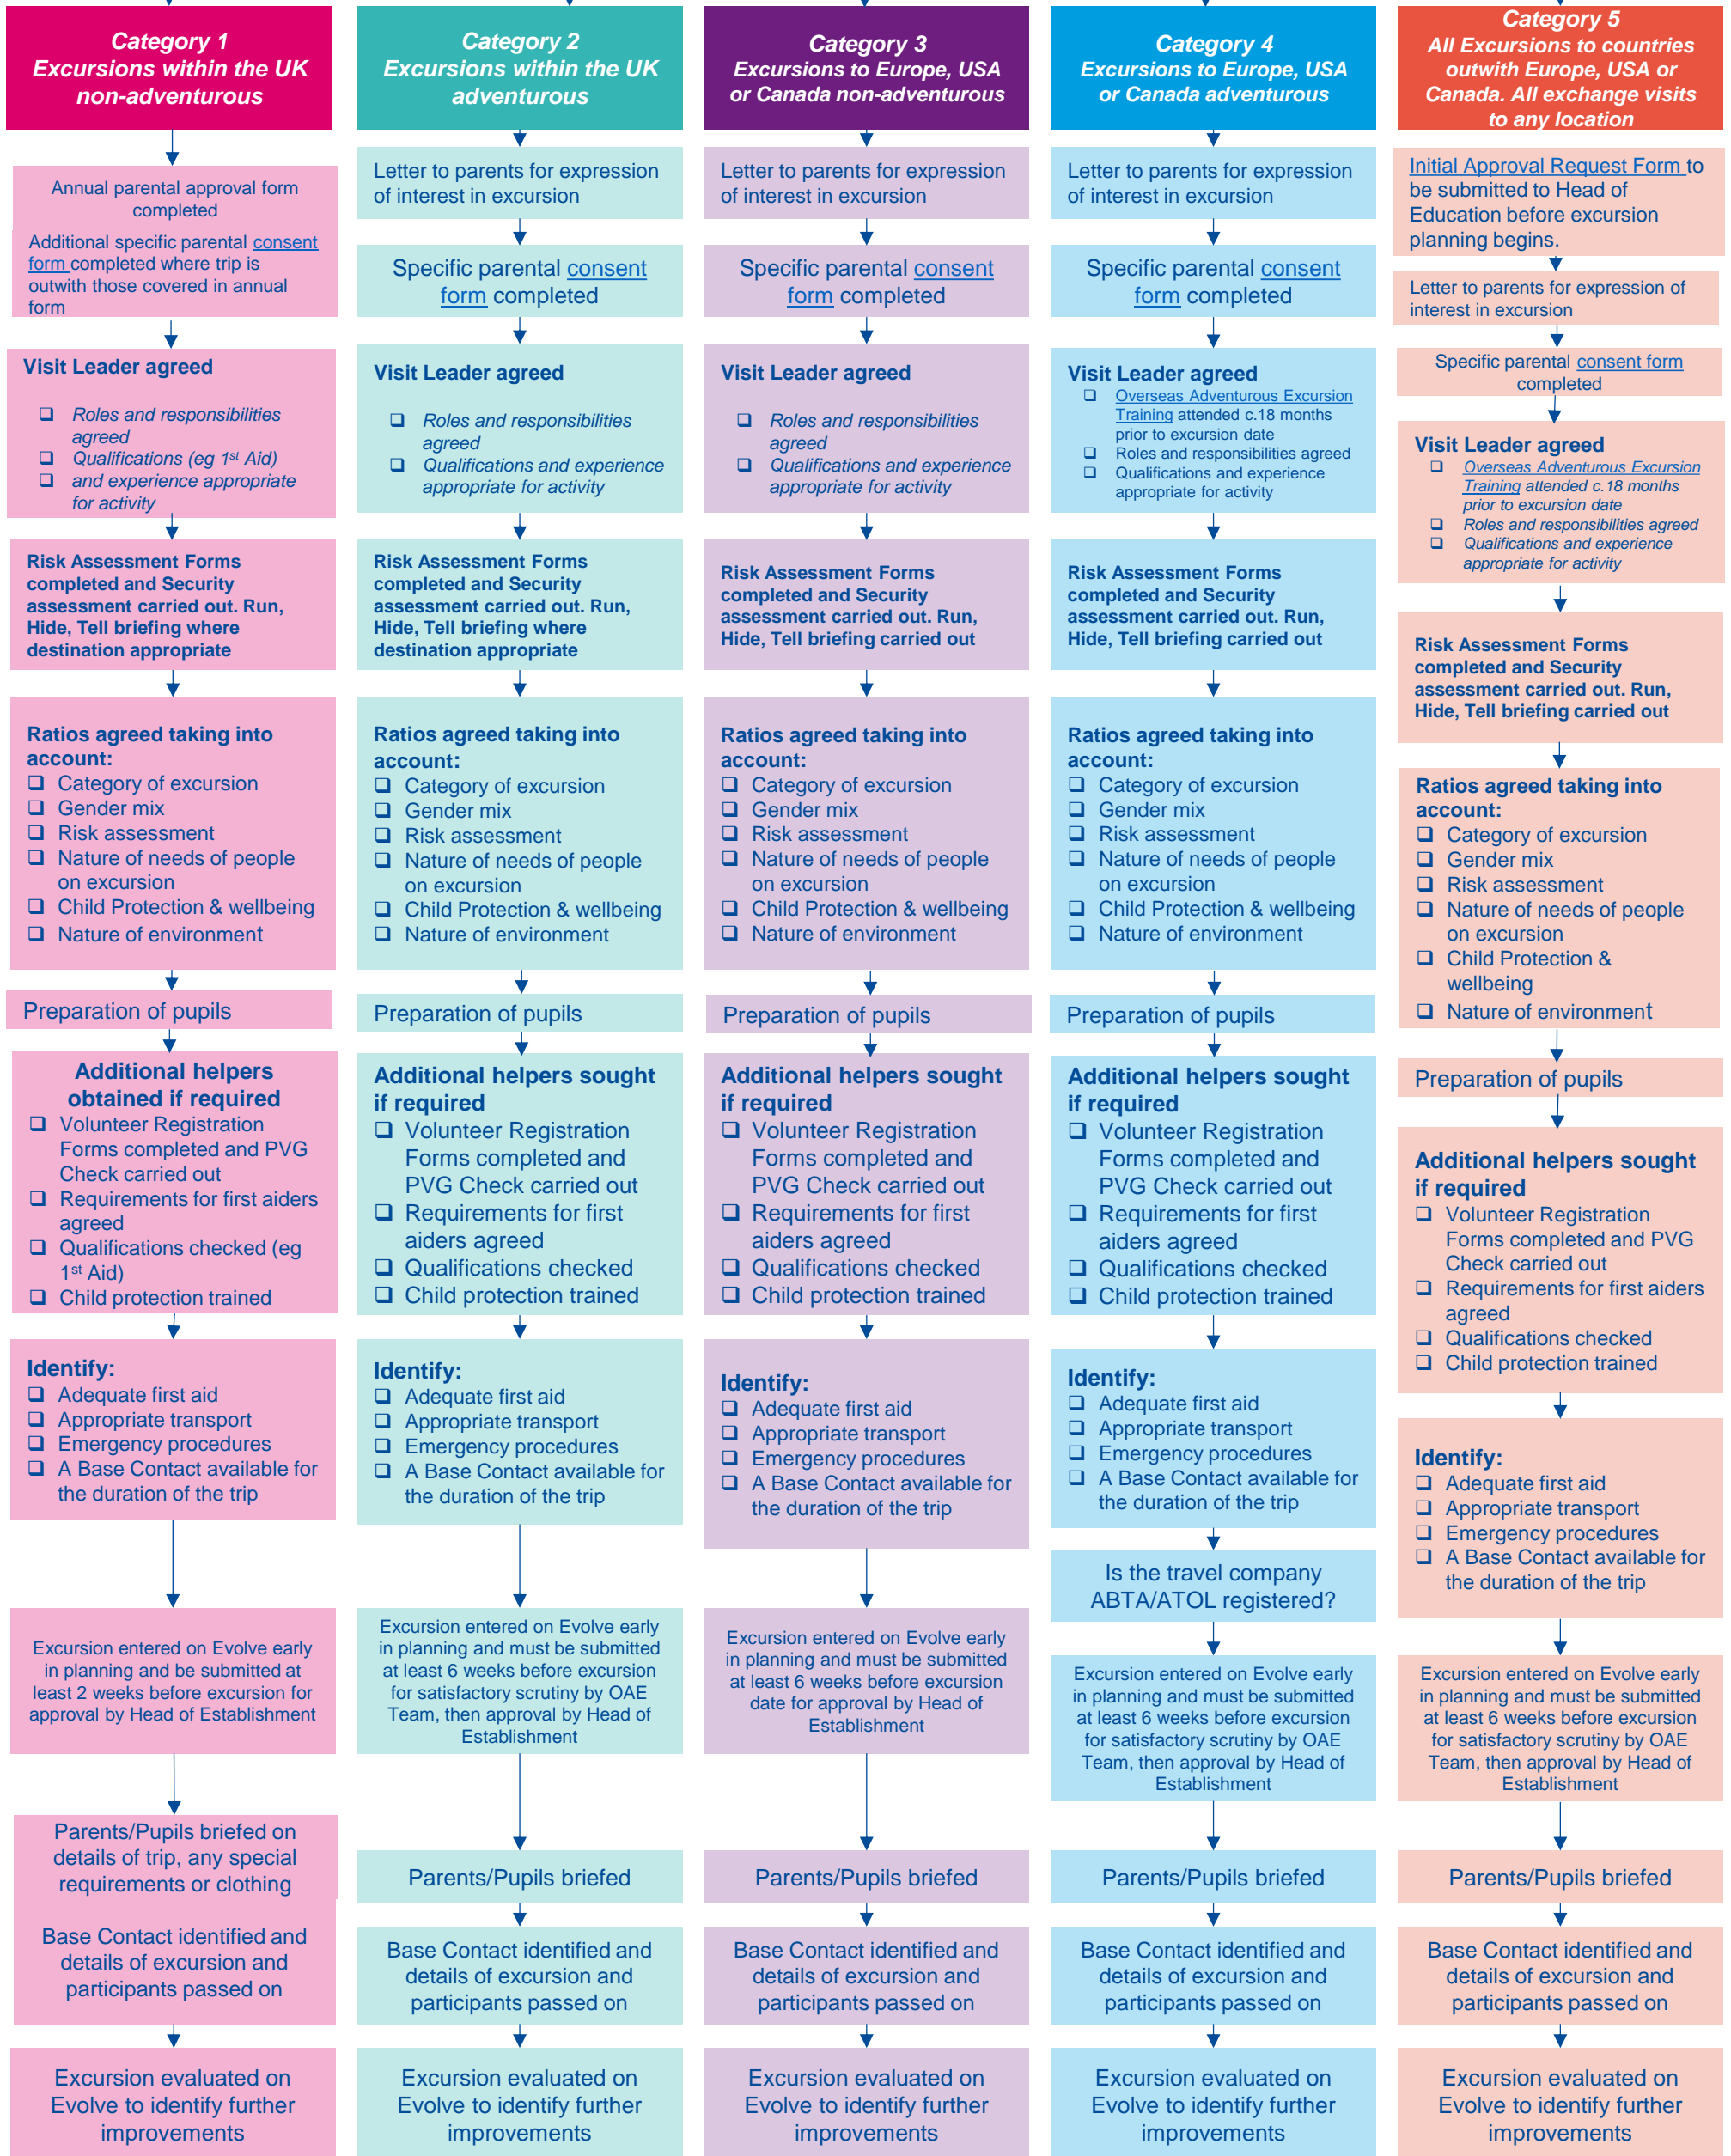 Category 1
Excursions within the UK
non-adventurous
Annual parental approval form
completed
Additional specific parental consent
form completed where trip is
outwith those covered in annual
form
Visit Leader agreed
❑ Roles and responsibilities
agreed
❑ Qualifications (eg 1st Aid)
❑ and experience appropriate
for activity
Risk Assessment Forms
completed and Security
assessment carried out. Run,
Hide, Tell briefing where
destination appropriate
Ratios agreed taking into
account:
❑ Category of excursion
❑ Gender mix
❑ Risk assessment
❑ Nature of needs of people
on excursion
❑ Child Protection & wellbeing
❑ Nature of environment
Preparation of pupils
Additional helpers
obtained if required
❑ Volunteer Registration
Forms completed and PVG
Check carried out
❑ Requirements for first aiders
agreed
❑ Qualifications checked (eg
1st Aid)
❑ Child protection trained
Identify:
❑ Adequate first aid
❑ Appropriate transport
❑ Emergency procedures
❑ A Base Contact available for
the duration of the trip
Excursion entered on Evolve early
in planning and be submitted at
least 2 weeks before excursion for
approval by Head of Establishment
Parents/Pupils briefed on
details of trip, any special
requirements or clothing
Base Contact identified and
details of excursion and
participants passed on
Excursion evaluated on
Evolve to identify further
improvements
Category 2
Excursions within the UK
adventurous
Letter to parents for expression
of interest in excursion
Specific parental consent
form completed
Visit Leader agreed
❑ Roles and responsibilities
agreed
❑ Qualifications and experience
appropriate for activity
Risk Assessment Forms
completed and Security
assessment carried out. Run,
Hide, Tell briefing where
destination appropriate
Ratios agreed taking into
account:
❑ Category of excursion
❑ Gender mix
❑ Risk assessment
❑ Nature of needs of people
on excursion
❑ Child Protection & wellbeing
❑ Nature of environment
Preparation of pupils
Additional helpers sought
if required
❑ Volunteer Registration
Forms completed and
PVG Check carried out
❑ Requirements for first
aiders agreed
❑ Qualifications checked
❑ Child protection trained
Identify:
❑ Adequate first aid
❑ Appropriate transport
❑ Emergency procedures
❑ A Base Contact available for
the duration of the trip
Excursion entered on Evolve early
in planning and must be submitted
at least 6 weeks before excursion
for satisfactory scrutiny by OAE
Team, then approval by Head of
Establishment
Parents/Pupils briefed
Base Contact identified and
details of excursion and
participants passed on
Excursion evaluated on
Evolve to identify further
improvements
Category 3
Excursions to Europe, USA
or Canada non-adventurous
Letter to parents for expression
of interest in excursion
Specific parental consent
form completed
Visit Leader agreed
❑ Roles and responsibilities
agreed
❑ Qualifications and experience
appropriate for activity
Risk Assessment Forms
completed and Security
assessment carried out. Run,
Hide, Tell briefing carried out
Ratios agreed taking into
account:
❑ Category of excursion
❑ Gender mix
❑ Risk assessment
❑ Nature of needs of people
on excursion
❑ Child Protection & wellbeing
❑ Nature of environment
Preparation of pupils
Additional helpers sought
if required
❑ Volunteer Registration
Forms completed and
PVG Check carried out
❑ Requirements for first
aiders agreed
❑ Qualifications checked
❑ Child protection trained
Identify:
❑ Adequate first aid
❑ Appropriate transport
❑ Emergency procedures
❑ A Base Contact available for
the duration of the trip
Excursion entered on Evolve early
in planning and must be submitted
at least 6 weeks before excursion
date for approval by Head of
Establishment
Parents/Pupils briefed
Base Contact identified and
details of excursion and
participants passed on
Excursion evaluated on
Evolve to identify further
improvements
Category 4
Excursions to Europe, USA
or Canada adventurous
Letter to parents for expression
of interest in excursion
Specific parental consent
form completed
Visit Leader agreed
❑ Overseas Adventurous Excursion
Training attended c.18 months
prior to excursion date
❑ Roles and responsibilities agreed
❑ Qualifications and experience
appropriate for activity
Risk Assessment Forms
completed and Security
assessment carried out. Run,
Hide, Tell briefing carried out
Ratios agreed taking into
account:
❑ Category of excursion
❑ Gender mix
❑ Risk assessment
❑ Nature of needs of people
on excursion
❑ Child Protection & wellbeing
❑ Nature of environment
Preparation of pupils
Additional helpers sought
if required
❑ Volunteer Registration
Forms completed and
PVG Check carried out
❑ Requirements for first
aiders agreed
❑ Qualifications checked
❑ Child protection trained
Identify:
❑ Adequate first aid
❑ Appropriate transport
❑ Emergency procedures
❑ A Base Contact available for
the duration of the trip
Is the travel company
ABTA/ATOL registered?
Excursion entered on Evolve early
in planning and must be submitted
at least 6 weeks before excursion
for satisfactory scrutiny by OAE
Team, then approval by Head of
Establishment
Parents/Pupils briefed
Base Contact identified and
details of excursion and
participants passed on
Excursion evaluated on
Evolve to identify further
improvements
Category 5
All Excursions to countries
outwith Europe, USA or
Canada. All exchange visits
to any location
Initial Approval Request Form to
be submitted to Head of
Education before excursion
planning begins.
Letter to parents for expression of
interest in excursion
Specific parental consent form
completed
Visit Leader agreed
❑ Overseas Adventurous Excursion
Training attended c.18 months
prior to excursion date
❑ Roles and responsibilities agreed
❑ Qualifications and experience
appropriate for activity
Risk Assessment Forms
completed and Security
assessment carried out. Run,
Hide, Tell briefing carried out
Ratios agreed taking into
account:
❑ Category of excursion
❑ Gender mix
❑ Risk assessment
❑ Nature of needs of people
on excursion
❑ Child Protection &
wellbeing
❑ Nature of environment
Preparation of pupils
Additional helpers sought
if required
❑ Volunteer Registration
Forms completed and PVG
Check carried out
❑ Requirements for first aiders
agreed
❑ Qualifications checked
❑ Child protection trained
Identify:
❑ Adequate first aid
❑ Appropriate transport
❑ Emergency procedures
❑ A Base Contact available for
the duration of the trip
Excursion entered on Evolve early
in planning and must be submitted
at least 6 weeks before excursion
for satisfactory scrutiny by OAE
Team, then approval by Head of
Establishment
Parents/Pupils briefed
Base Contact identified and
details of excursion and
participants passed on
Excursion evaluated on
Evolve to identify further
improvements